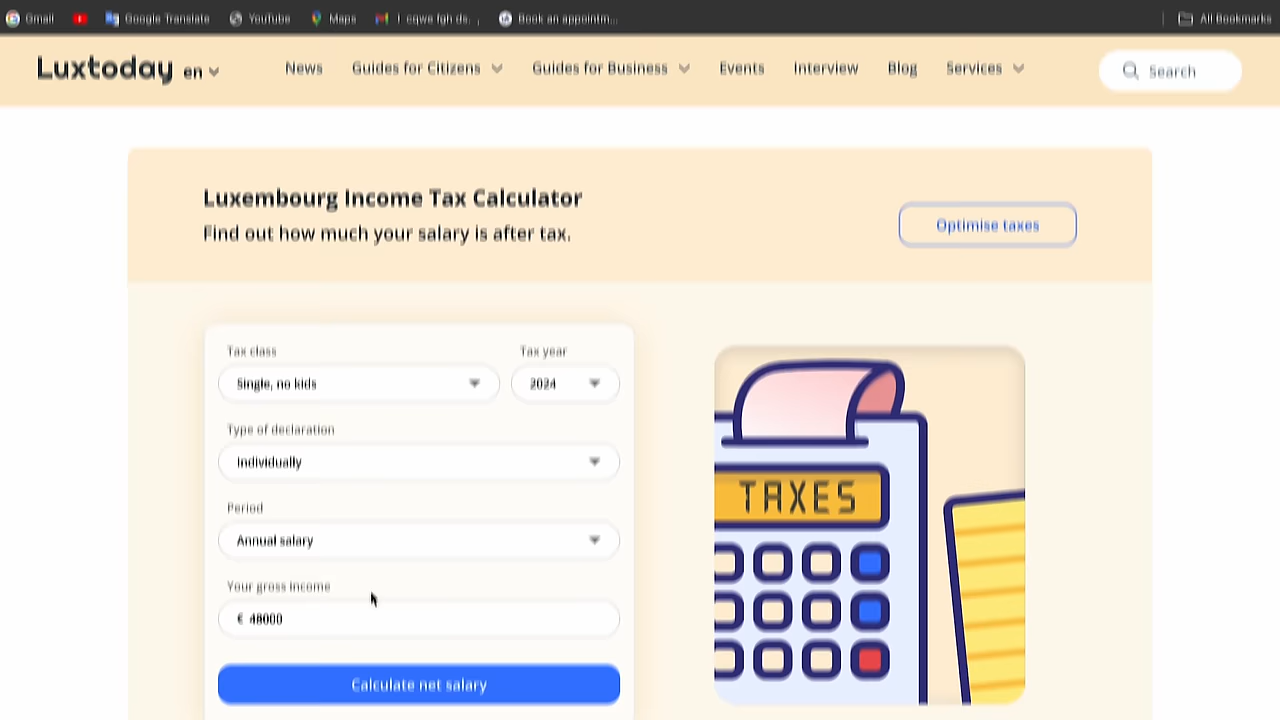 Gmail Google Translate YouTube Maps Book an appointm... All Bookmarks
Luxtoday en News Guides for Citizens Guides for Business Events Interview Blog Services Search
Luxembourg Income Tax Calculator
Find out how much your salary is after tax.
Optimise taxes
Tax class Tax year
Single, no kids 2024
Type of declaration
Individually
Period
Annual salary
Your gross income
€ 48000
Calculate net salary
TAXES